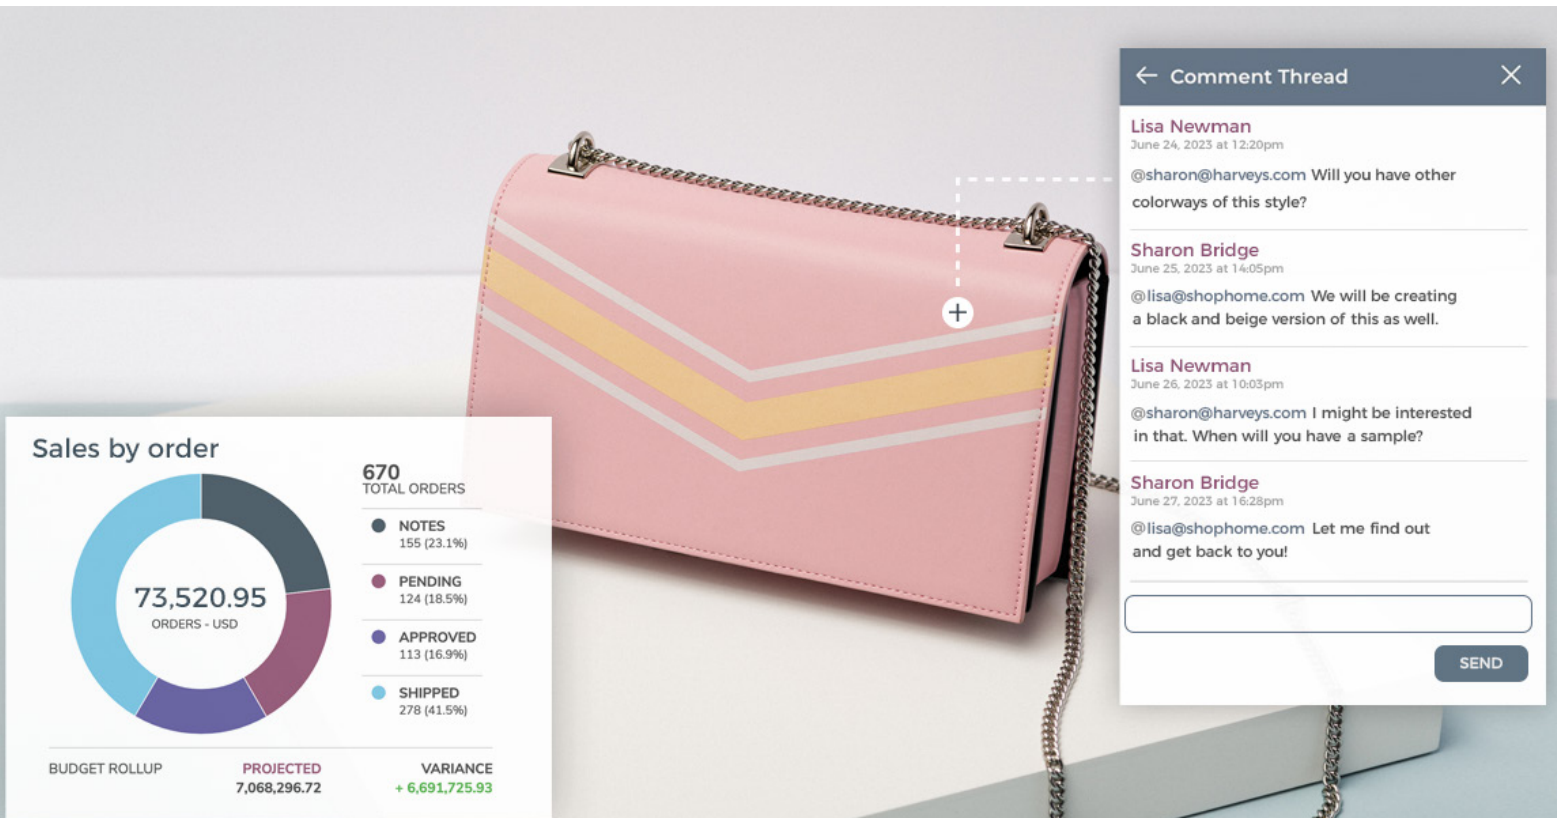 Sales by order
73,520.95
ORDERS - USD
670
TOTAL ORDERS
NOTES
155 (23.1%)
PENDING
124 (18.5%)
APPROVED
113 (16.9%)
SHIPPED
278 (41.5%)
BUDGET ROLLUP
PROJECTED
7,068,296.72
VARIANCE
+ 6,691,725.93
Comment Thread
Lisa Newman
June 24, 2023 at 12:20pm
@sharon@harveys.com Will you have other
colorways of this style?
Sharon Bridge
June 25, 2023 at 14:05pm
@lisa@shophome.com We will be creating
a black and beige version of this as well.
Lisa Newman
June 26, 2023 at 10:03pm
@sharon@harveys.com I might be interested
in that. When will you have a sample?
Sharon Bridge
June 27, 2023 at 16:28pm
@lisa@shophome.com Let me find out
and get back to you!
SEND